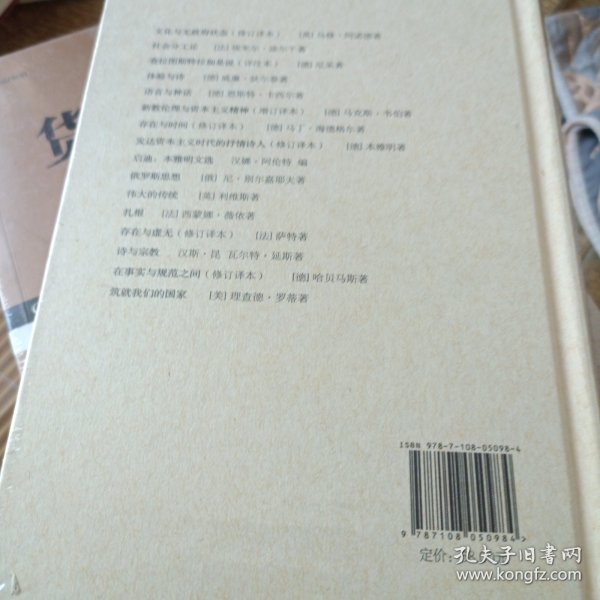 文化与无政府状态（修订译本） [英] 马修·阿诺德著
社会分工论 [法] 埃米尔·涂尔干著
查拉图斯特拉如是说（详注本） [德] 尼采著
体验与诗 [德] 威廉·狄尔泰著
语言与神话 [德] 恩斯特·卡西尔著
新教伦理与资本主义精神（增订译本） [德] 马克斯·韦伯著
存在与时间（修订译本） [德] 马丁·海德格尔著
发达资本主义时代的抒情诗人（修订译本） [德] 本雅明著
启迪：本雅明文选 汉娜·阿伦特 编
俄罗斯思想 [俄] 尼·别尔嘉耶夫著
伟大的传统 [英] 利维斯著
扎根 [法] 西蒙娜·薇依著
存在与虚无（修订译本） [法] 萨特著
诗与宗教 汉斯·昆 瓦尔特·延斯著
在事实与规范之间（修订译本） [德] 哈贝马斯著
筑就我们的国家 [美] 理查德·罗蒂著
货
ISBN 978-7-108-05098-4
9 787108 050984
定价：
孔夫子旧书网
www.kongfz.com